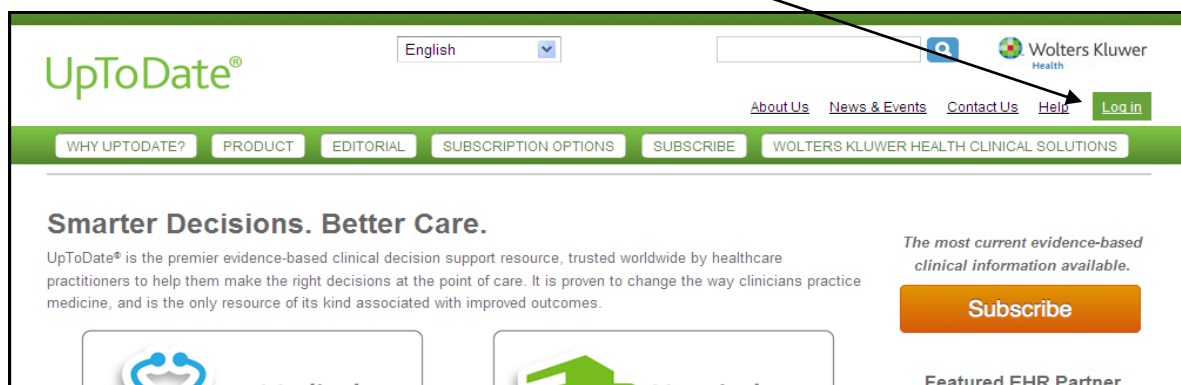 English
Wolters Kluwer
Health
UpToDate®
About Us News & Events Contact Us Help Log in
WHY UPTODATE? PRODUCT EDITORIAL SUBSCRIPTION OPTIONS SUBSCRIBE WOLTERS KLUWER HEALTH CLINICAL SOLUTIONS
Smarter Decisions. Better Care.
UpToDate® is the premier evidence-based clinical decision support resource, trusted worldwide by healthcare
practitioners to help them make the right decisions at the point of care. It is proven to change the way clinicians practice
medicine, and is the only resource of its kind associated with improved outcomes.
The most current evidence-based
clinical information available.
Subscribe
Featured EHR Partner